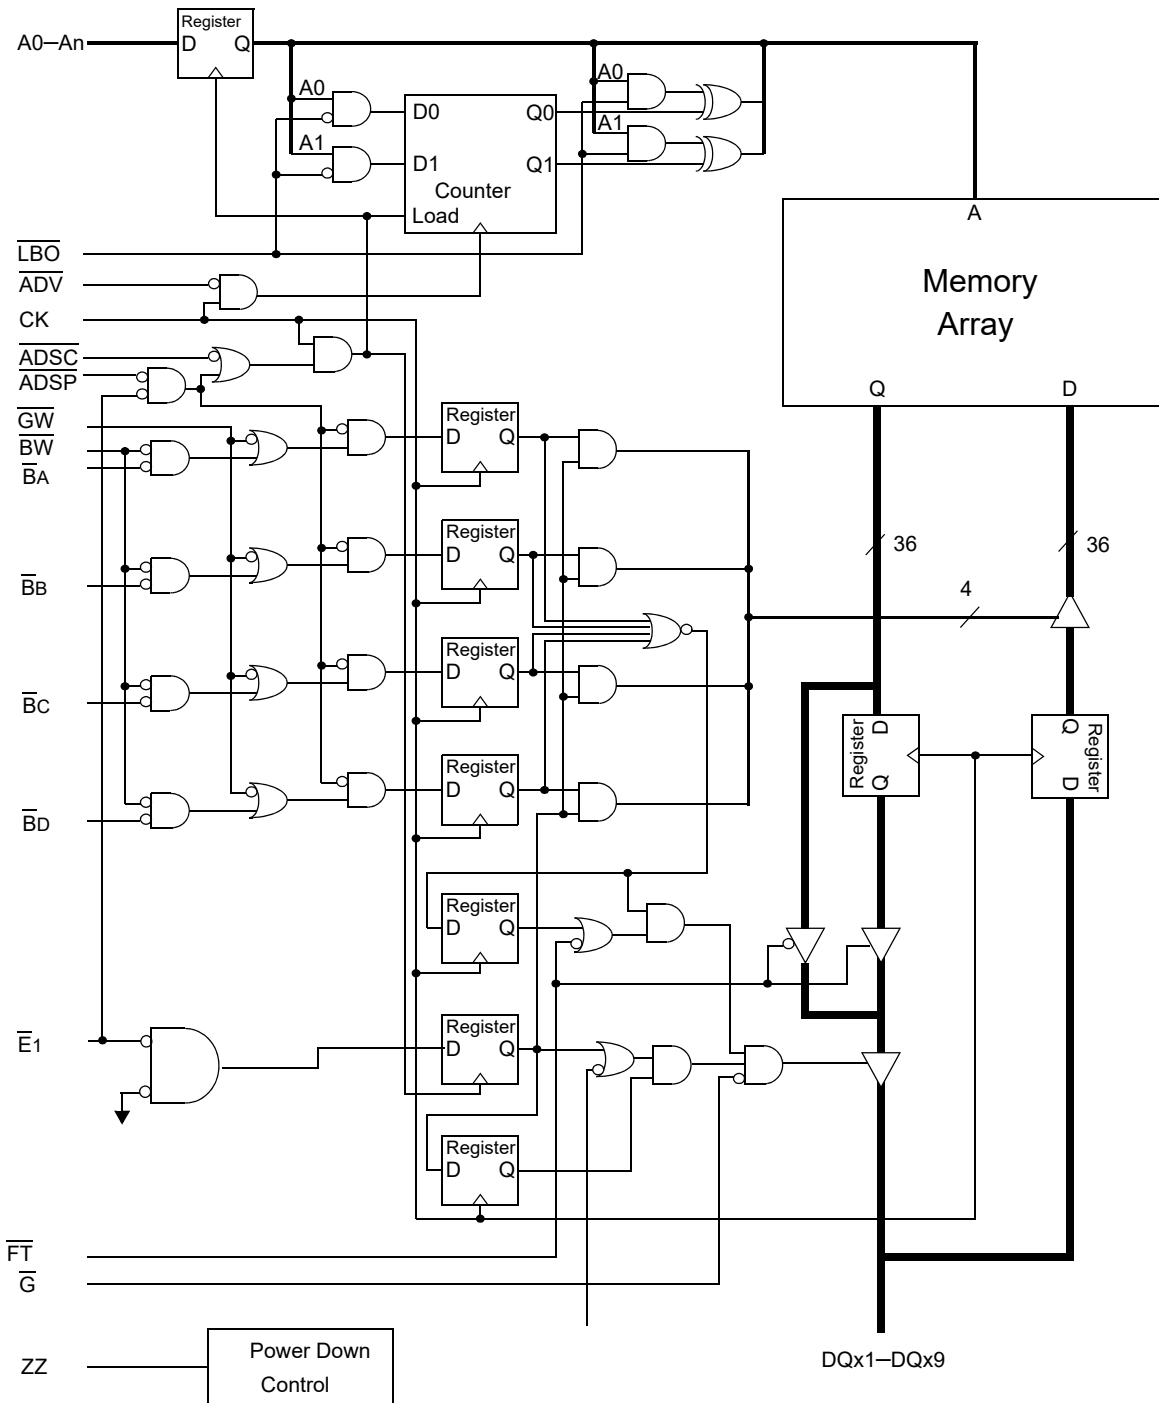 Register
A0–An D Q
A0
A0
D0 Q0
A1
A1
D1 Q1
Counter
Load
A
LBO
ADV
Memory
CK
Array
ADSC
ADSP
Q D
GW
Register
BW
D Q
BA
Register
D Q
36 36
BB
4
Register
D Q
BC
D Register Q
Q Register D
Register
D Q
BD
Register
D Q
Register
E1
D Q
Register
D Q
FT
G
Power Down
ZZ
Control
DQx1–DQx9